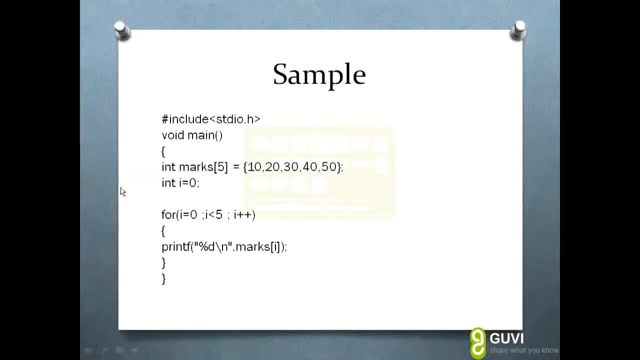 Sample
#include<stdio.h>
void main()
{
int marks[5] = {10,20,30,40,50};
int i=0;
for(i=0 ;i<5 ; i++)
{
printf("%d\n",marks[i]);
}
}
GUVI
share what you know